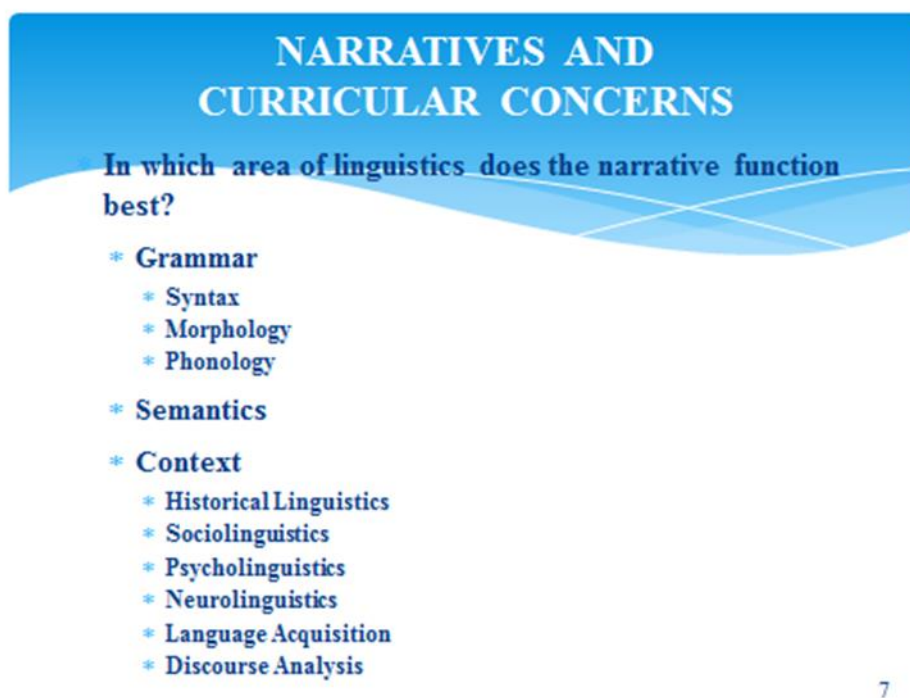 NARRATIVES AND
CURRICULAR CONCERNS
* In which area of linguistics does the narrative function
best?
* Grammar
* Syntax
* Morphology
* Phonology
* Semantics
* Context
* Historical Linguistics
* Sociolinguistics
* Psycholinguistics
* Neurolinguistics
* Language Acquisition
* Discourse Analysis
7